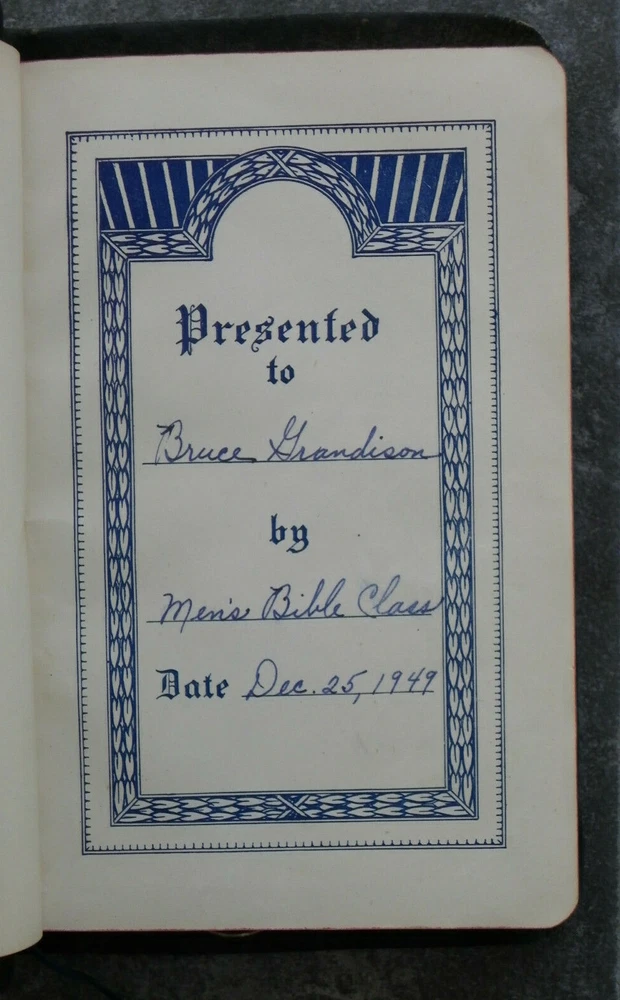 Presented
to
Bruce Grandison
by
Men's Bible Class
Date Dec. 25, 1949